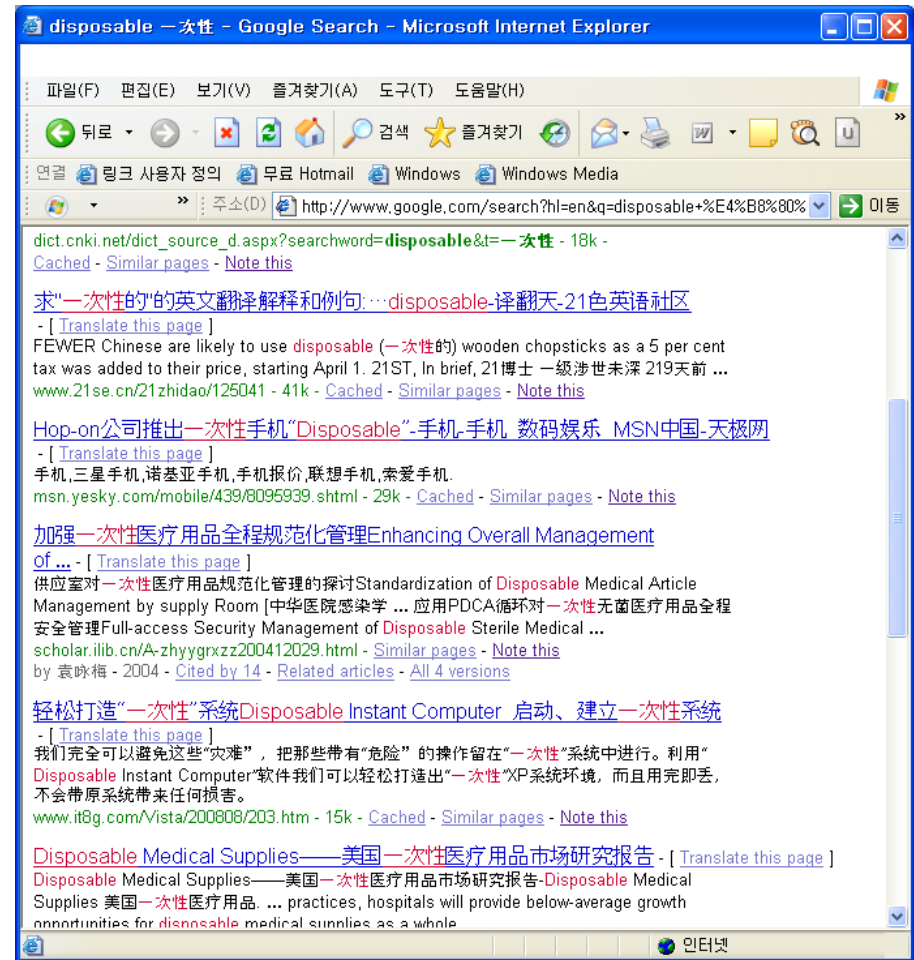 disposable 一次性 - Google Search - Microsoft Internet Explorer
파일(F) 편집(E) 보기(V) 즐겨찾기(A) 도구(T) 도움말(H)
뒤로 검색 즐겨찾기 W u »
연결 링크 사용자 정의 무료 Hotmail Windows Windows Media
» 주소(D) http://www.google.com/search?hl=en&q=disposable+%E4%B8%80% 이동
dict.cnki.net/dict_source_d.aspx?searchword=disposable&t=一次性 - 18k -
Cached - Similar pages - Note this
求"一次性的"的英文翻译解释和例句:…disposable-译翻天-21色英语社区
- [ Translate this page ]
FEWER Chinese are likely to use disposable (一次性的) wooden chopsticks as a 5 per cent
tax was added to their price, starting April 1. 21ST, In brief, 21博士 一级涉世未深 219天前 ...
www.21se.cn/21zhidao/125041 - 41k - Cached - Similar pages - Note this
Hop-on公司推出一次性手机"Disposable"-手机-手机_数码娱乐_MSN中国-天极网
- [ Translate this page ]
手机,三星手机,诺基亚手机,手机报价,联想手机,索爱手机.
msn.yesky.com/mobile/439/8095939.shtml - 29k - Cached - Similar pages - Note this
加强一次性医疗用品全程规范化管理Enhancing Overall Management
of ... - [ Translate this page ]
供应室对一次性医疗用品规范化管理的探讨Standardization of Disposable Medical Article
Management by supply Room [中华医院感染学 ... 应用PDCA循环对一次性无菌医疗用品全程
安全管理Full-access Security Management of Disposable Sterile Medical ...
scholar.ilib.cn/A-zhyygrxzz200412029.html - Similar pages - Note this
by 袁咏梅 - 2004 - Cited by 14 - Related articles - All 4 versions
轻松打造“一次性”系统Disposable Instant Computer_启动、建立一次性系统
- [ Translate this page ]
我们完全可以避免这些“灾难”，把那些带有“危险”的操作留在“一次性”系统中进行。利用“
Disposable Instant Computer”软件我们可以轻松打造出“一次性”XP系统环境，而且用完即丢，
不会带原系统带来任何损害。
www.it8g.com/Vista/200808/203.htm - 15k - Cached - Similar pages - Note this
Disposable Medical Supplies——美国一次性医疗用品市场研究报告 - [ Translate this page ]
Disposable Medical Supplies——美国一次性医疗用品市场研究报告-Disposable Medical
Supplies 美国一次性医疗用品. ... practices, hospitals will provide below-average growth
opportunities for disposable medical supplies as a whole
인터넷